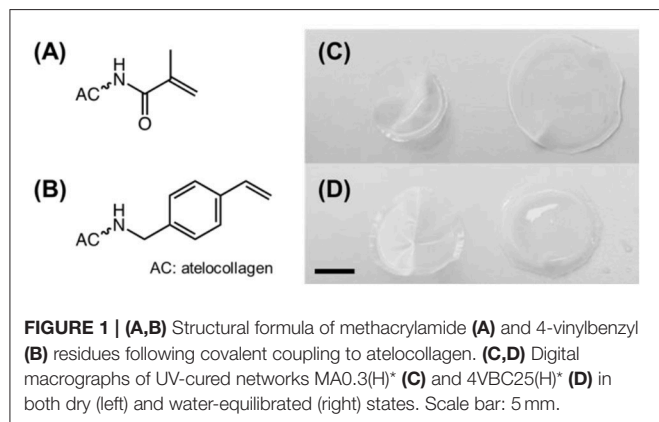 (A)
H
AC N
O
(B)
H
AC N
AC: atelocollagen
(C)
(D)
FIGURE 1 | (A,B) Structural formula of methacrylamide (A) and 4-vinylbenzyl
(B) residues following covalent coupling to atelocollagen. (C,D) Digital
macrographs of UV-cured networks MA0.3(H)* (C) and 4VBC25(H)* (D) in
both dry (left) and water-equilibrated (right) states. Scale bar: 5 mm.